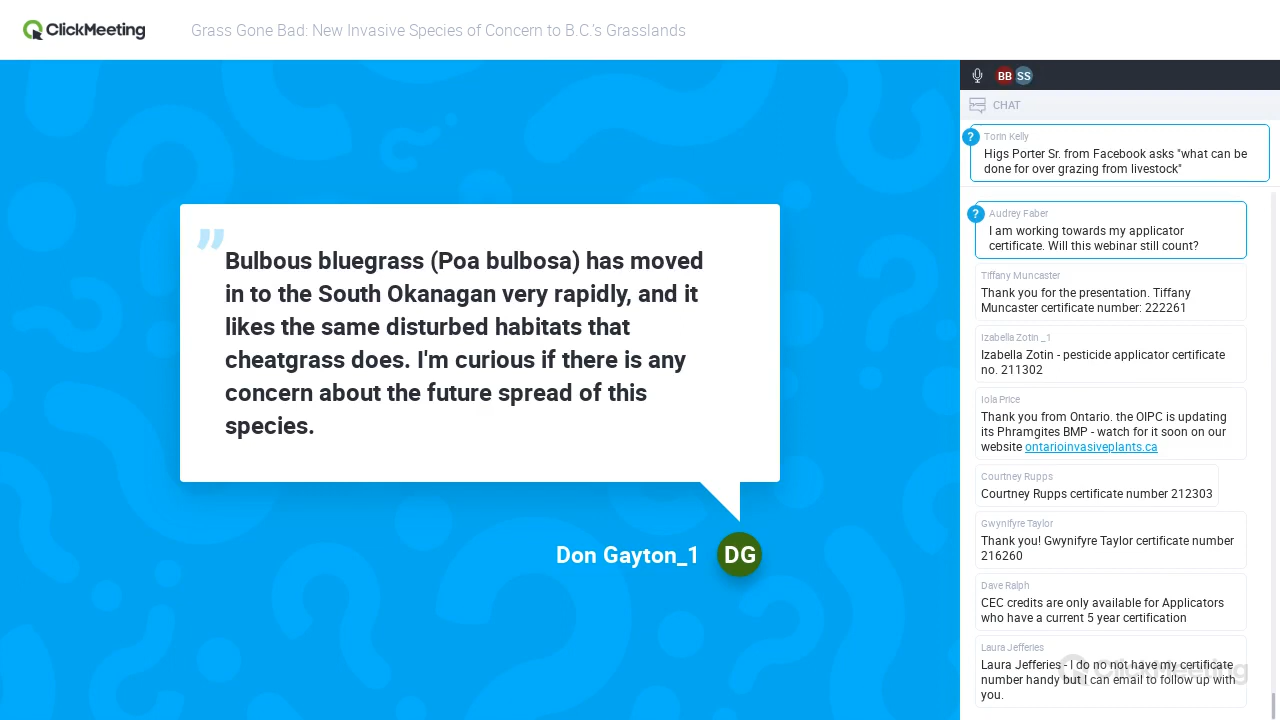 ClickMeeting
Grass Gone Bad: New Invasive Species of Concern to B.C.'s Grasslands
BB SS
CHAT
?
Torin Kelly
Higs Porter Sr. from Facebook asks "what can be
done for over grazing from livestock"
”
Bulbous bluegrass (Poa bulbosa) has moved
in to the South Okanagan very rapidly, and it
likes the same disturbed habitats that
cheatgrass does. I'm curious if there is any
concern about the future spread of this
species.
Don Gayton_1 DG
?
Audrey Faber
I am working towards my applicator
certificate. Will this webinar still count?
Tiffany Muncaster
Thank you for the presentation. Tiffany
Muncaster certificate number: 222261
Izabella Zotin _1
Izabella Zotin - pesticide applicator certificate
no. 211302
Iola Price
Thank you from Ontario. the OIPC is updating
its Phramgites BMP - watch for it soon on our
website ontarioinvasiveplants.ca
Courtney Rupps
Courtney Rupps certificate number 212303
Gwynifyre Taylor
Thank you! Gwynifyre Taylor certificate number
216260
Dave Ralph
CEC credits are only available for Applicators
who have a current 5 year certification
Laura Jefferies
Laura Jefferies - I do not not have my certificate
number handy but I can email to follow up with
you.
ClickMeeting